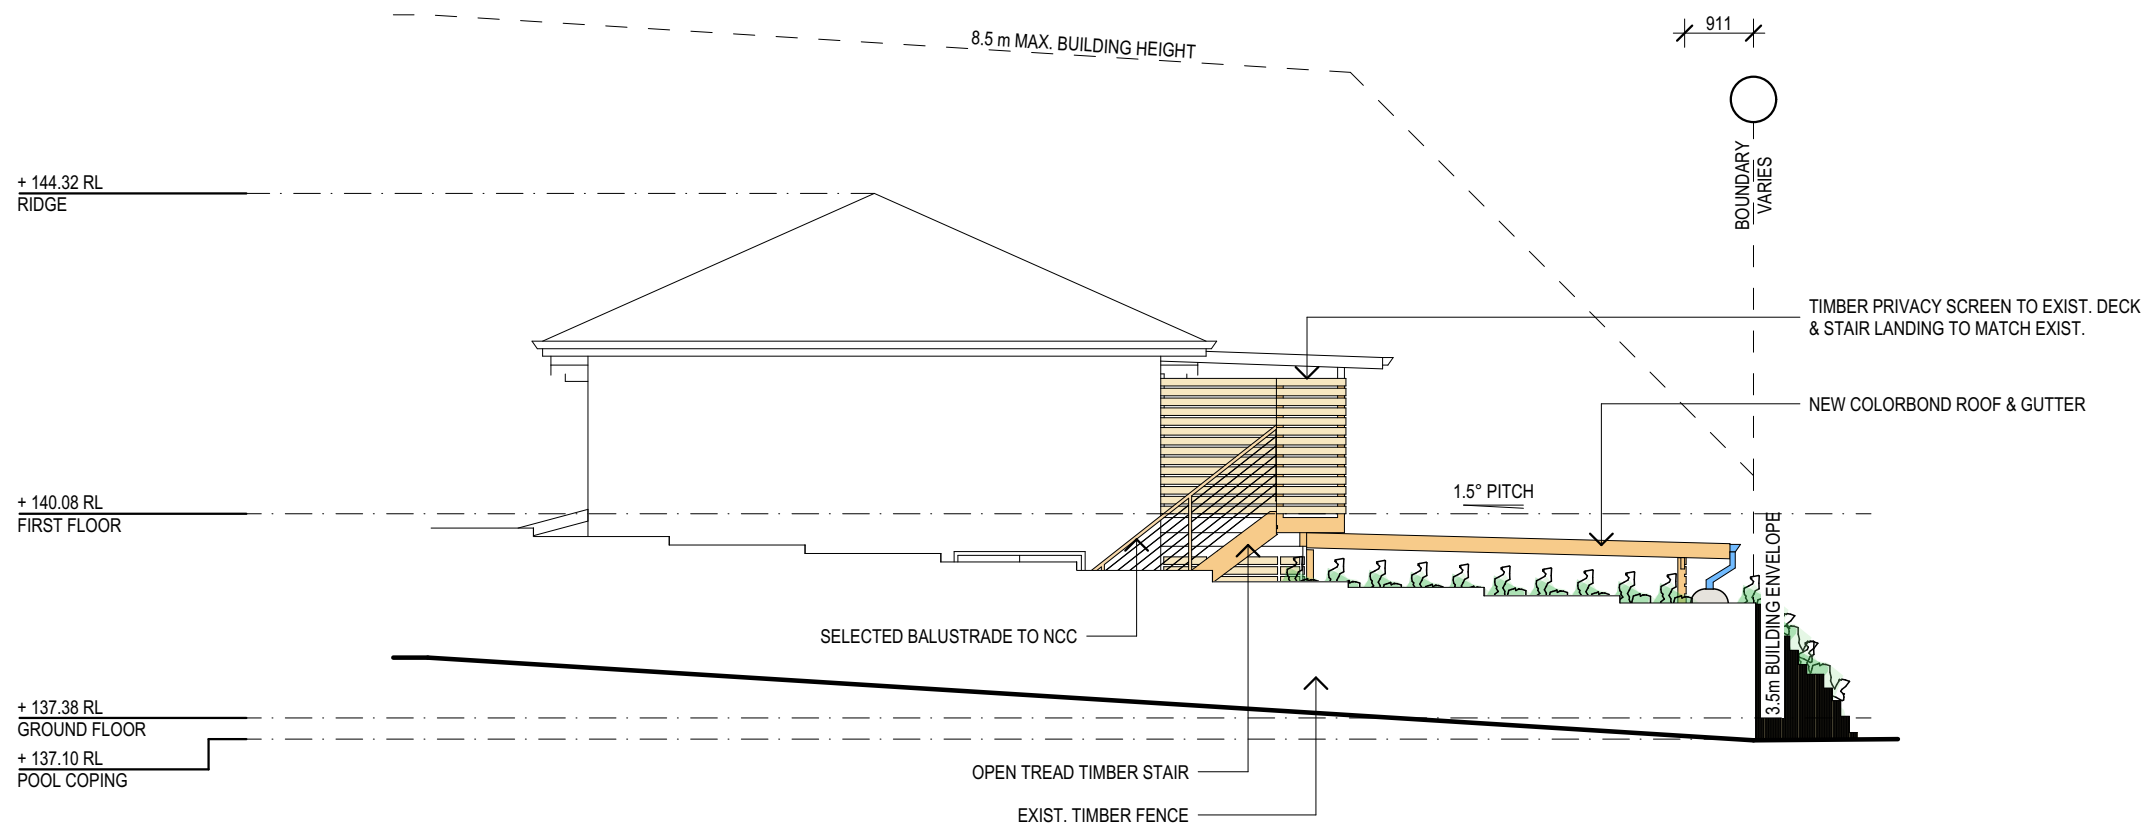 8.5 m MAX. BUILDING HEIGHT
911
BOUNDARY
VARIES
+ 144.32 RL
RIDGE
TIMBER PRIVACY SCREEN TO EXIST. DECK
& STAIR LANDING TO MATCH EXIST.
NEW COLORBOND ROOF & GUTTER
+ 140.08 RL
FIRST FLOOR
1.5° PITCH
3.5m BUILDING ENVELOPE
SELECTED BALUSTRADE TO NCC
+ 137.38 RL
GROUND FLOOR
+ 137.10 RL
POOL COPING
OPEN TREAD TIMBER STAIR
EXIST. TIMBER FENCE